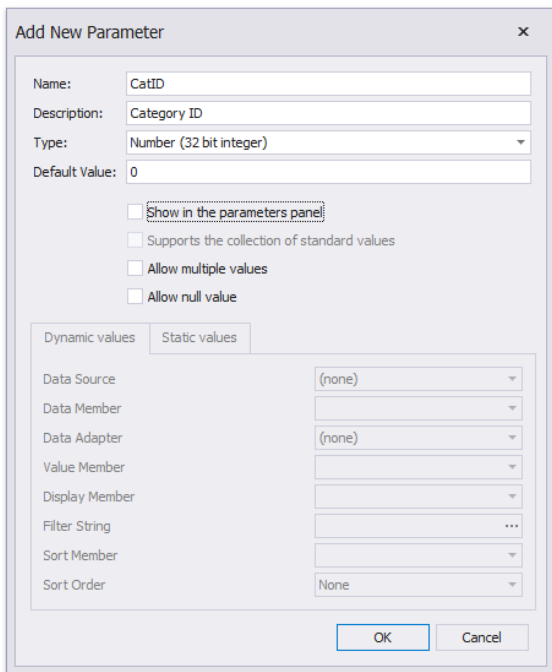 Add New Parameter
Name: CatID
Description: Category ID
Type: Number (32 bit integer)
Default Value: 0
Show in the parameters panel
Supports the collection of standard values
Allow multiple values
Allow null value
Dynamic values Static values
Data Source (none)
Data Member
Data Adapter (none)
Value Member
Display Member
Filter String ...
Sort Member
Sort Order None
OK Cancel